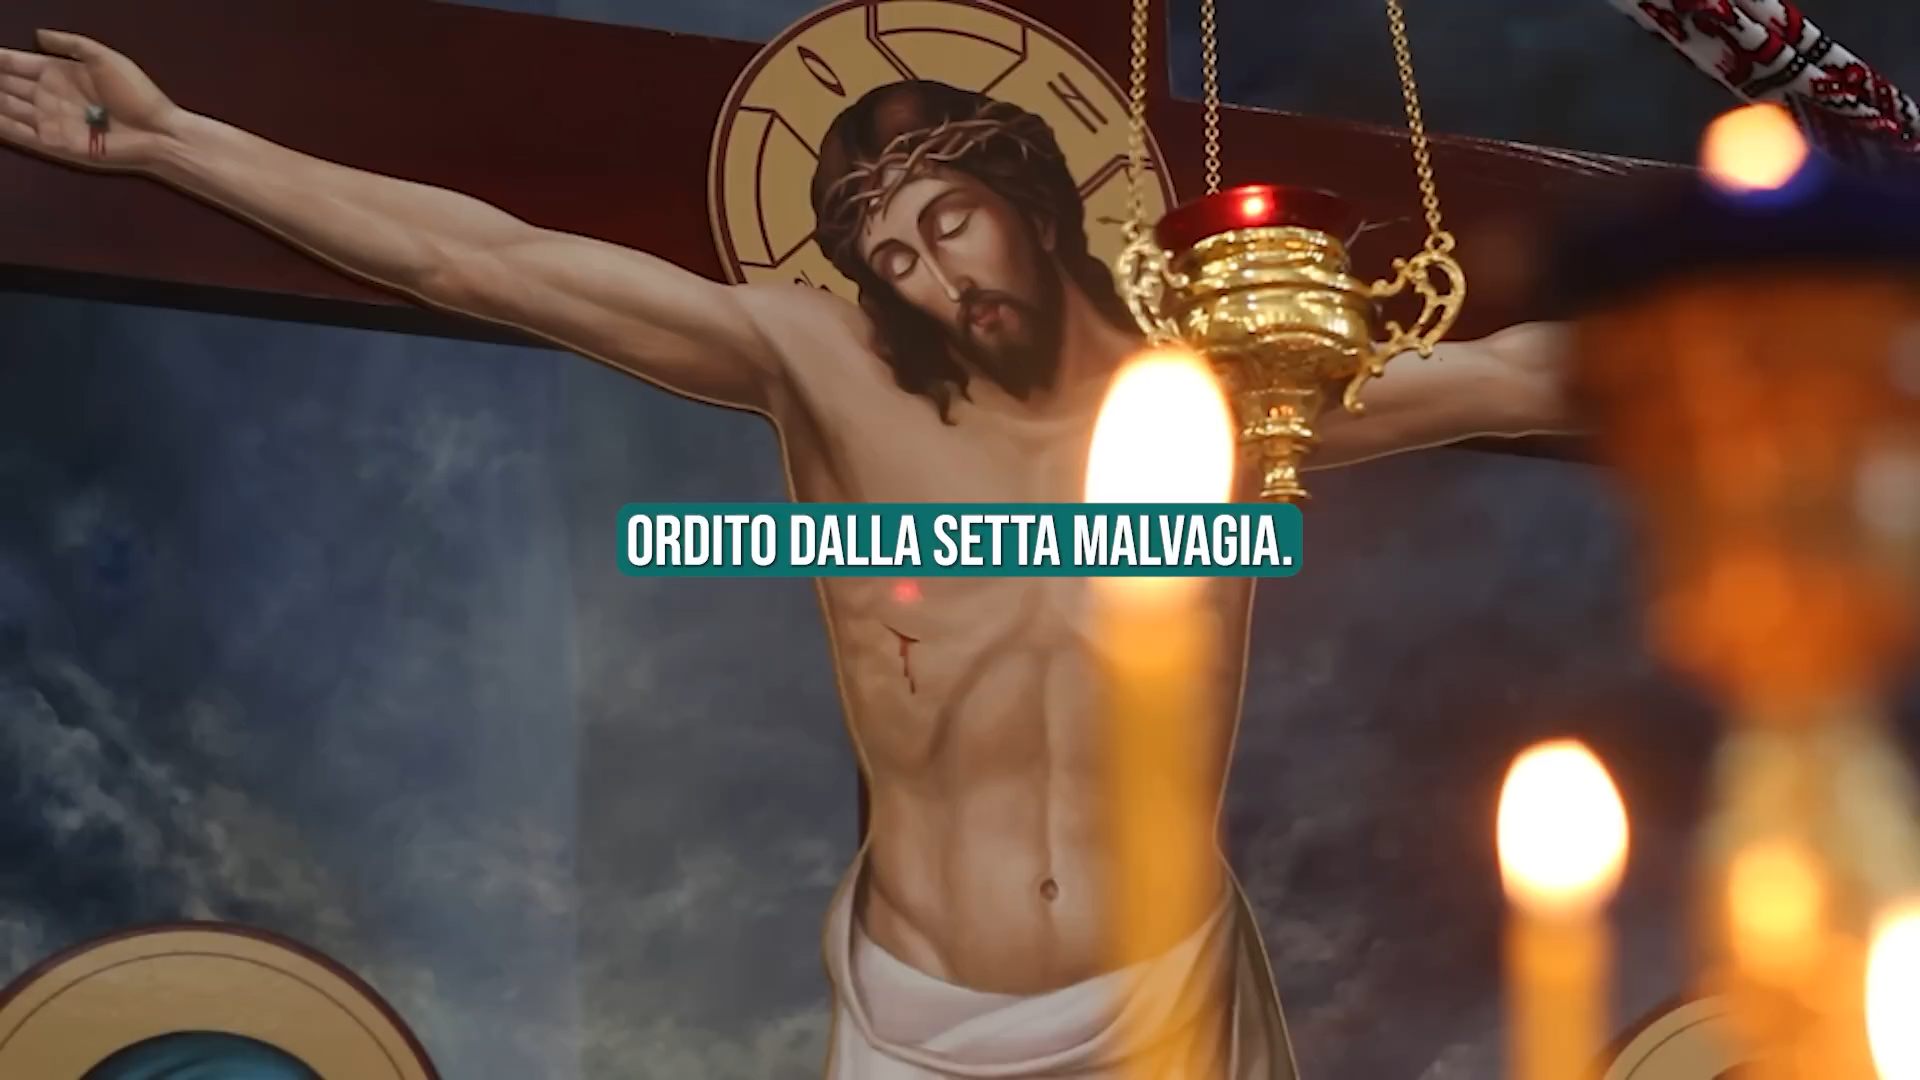 О
Н
ORDITO DALLA SETTA MALVAGIA.